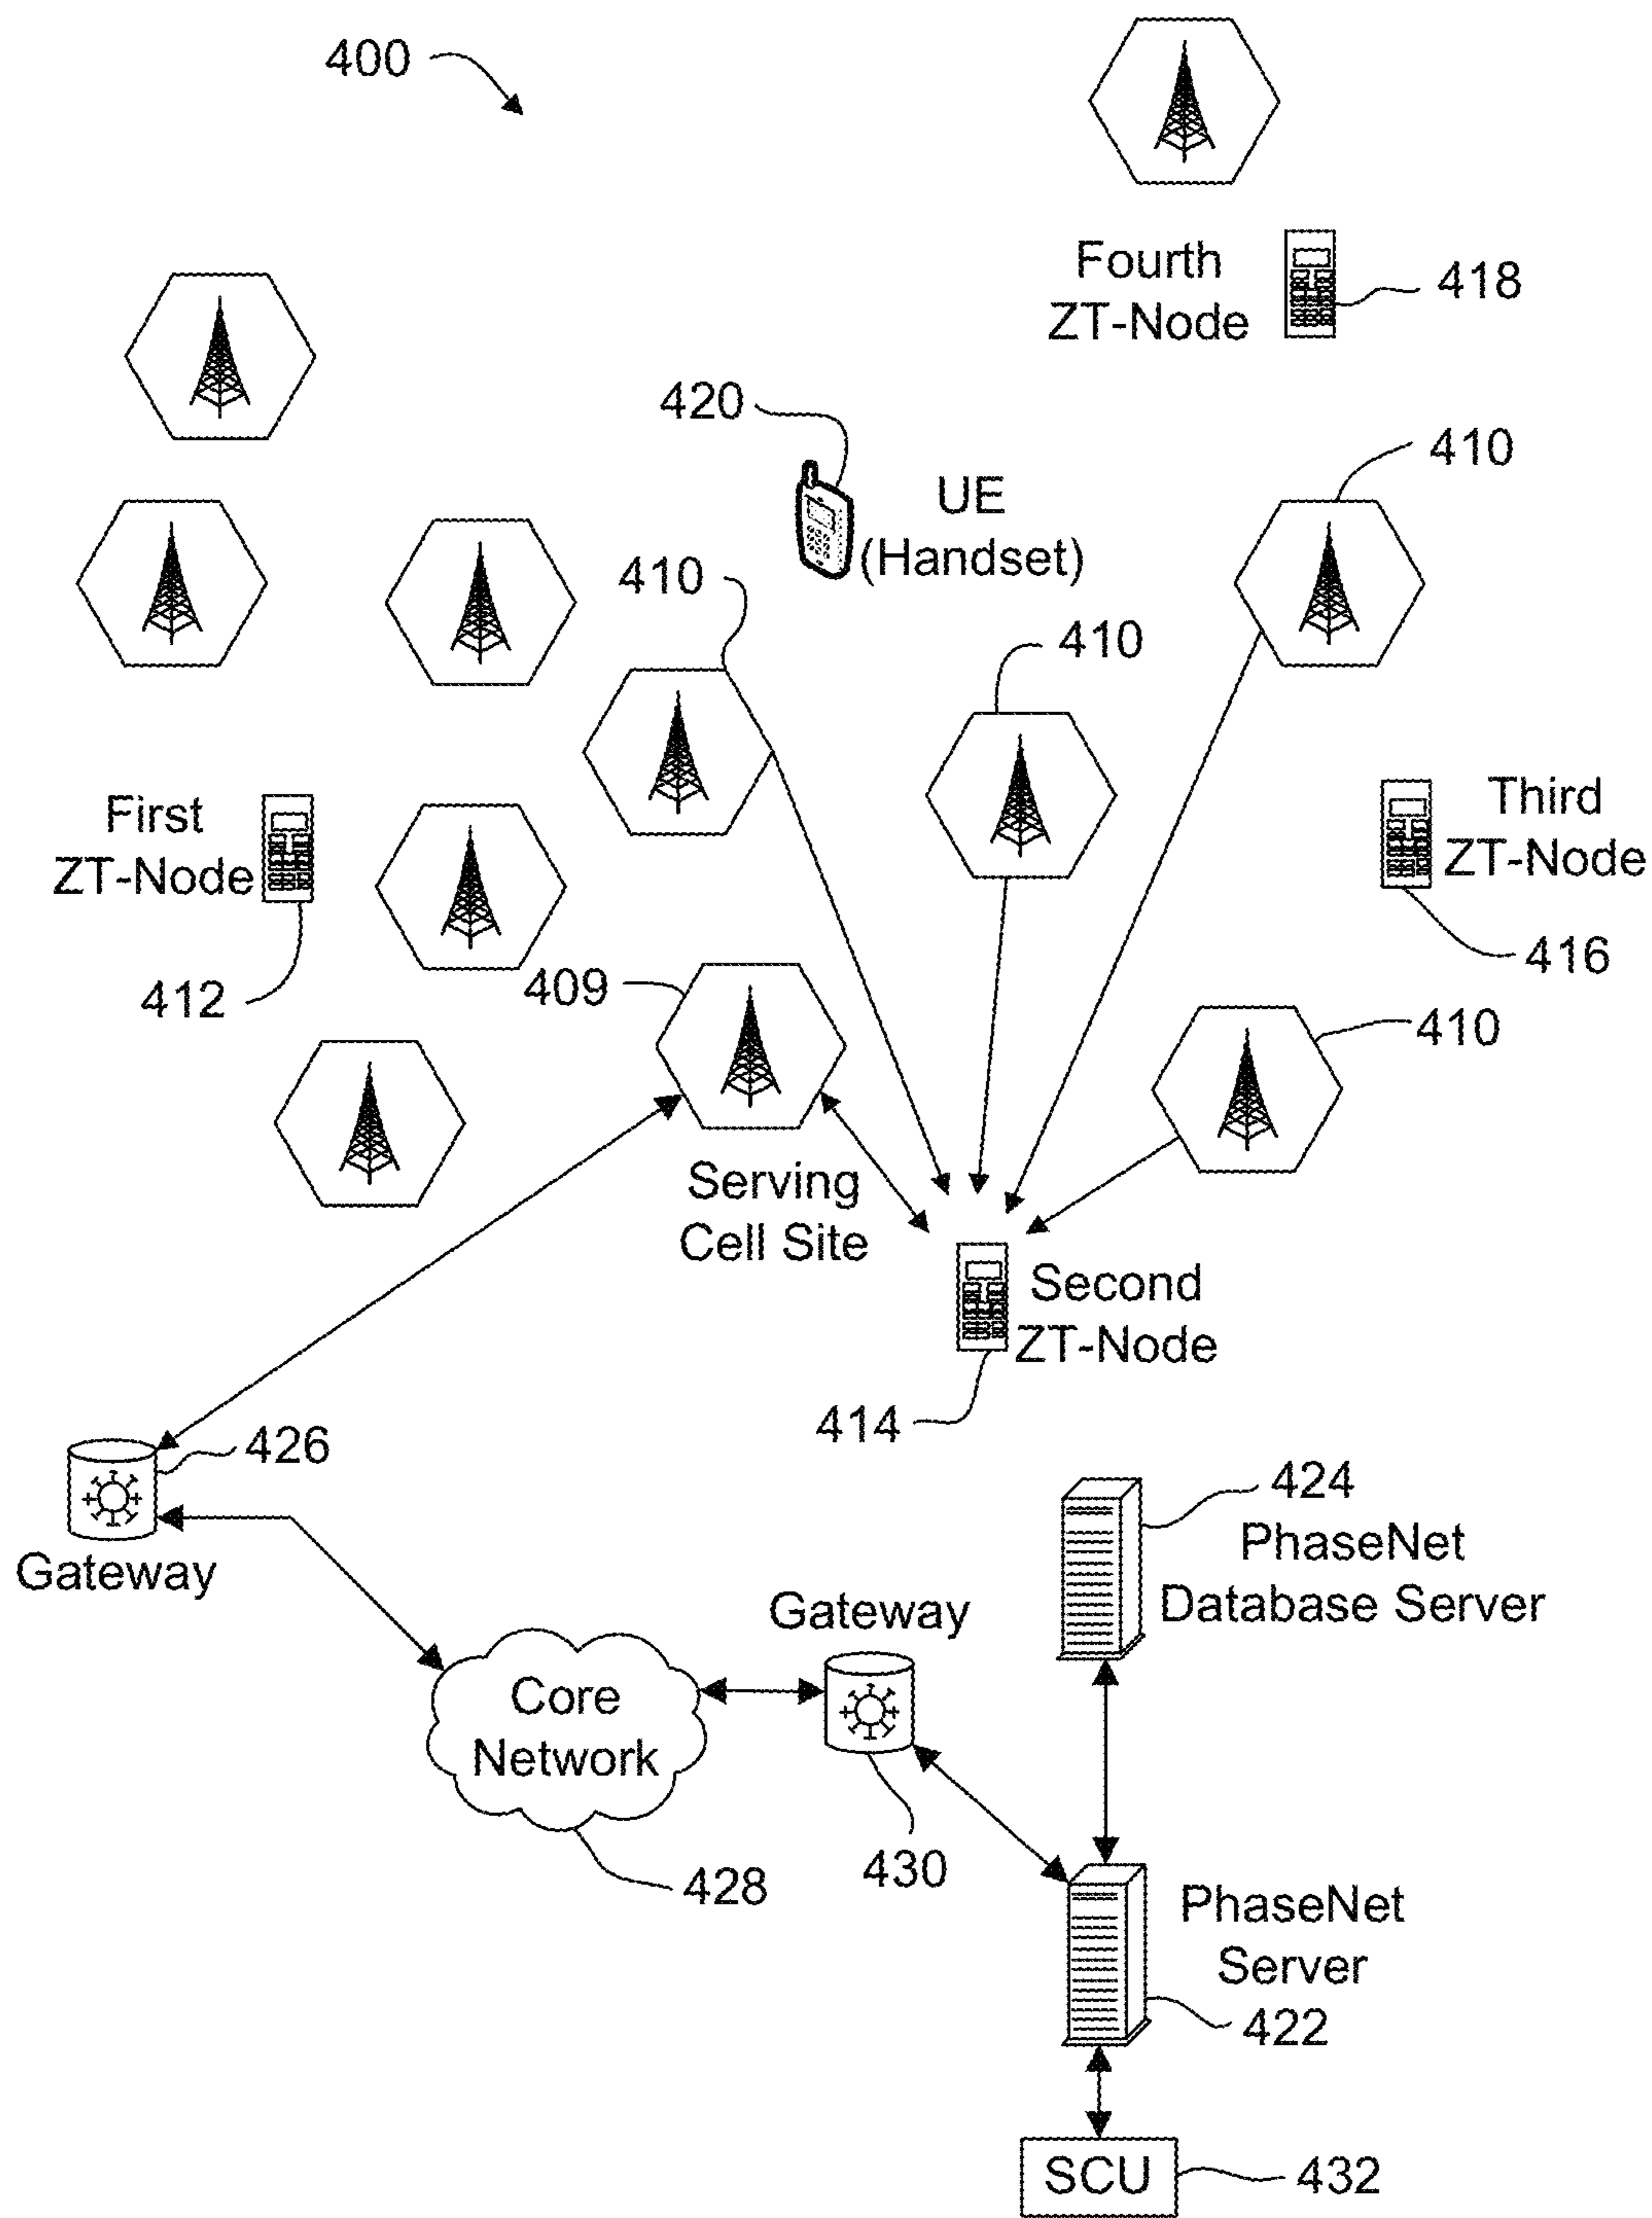 400
Fourth
ZT-Node
418
420
UE
(Handset)
410
410
410
First
ZT-Node
412
Third
ZT-Node
416
409
410
Serving
Cell Site
Second
ZT-Node
414
426
Gateway
424
PhaseNet
Database Server
Gateway
Core
Network
430
428
PhaseNet
Server
422
SCU
432